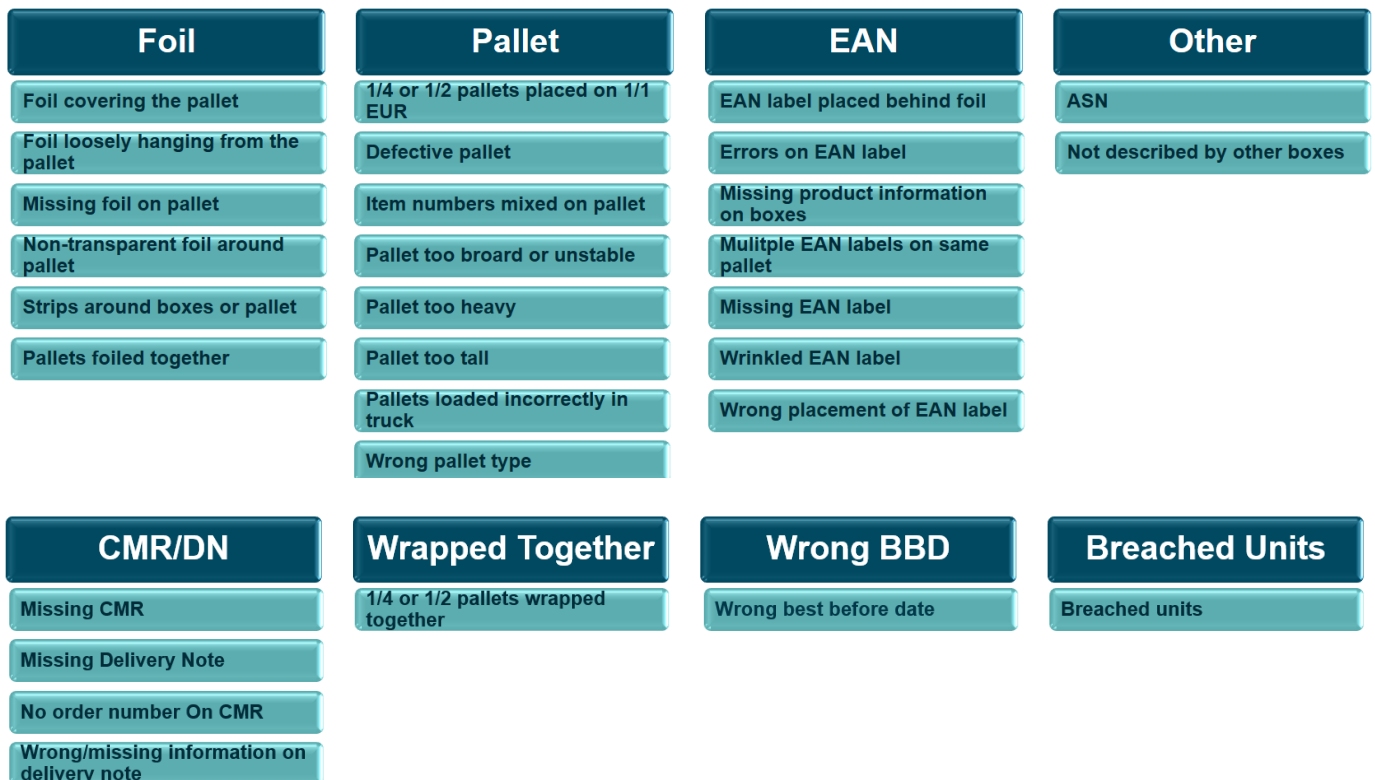 Foil
Foil covering the pallet
Foil loosely hanging from the
pallet
Missing foil on pallet
Non-transparent foil around
pallet
Strips around boxes or pallet
Pallets foiled together
Pallet
1/4 or 1/2 pallets placed on 1/1
EUR
Defective pallet
Item numbers mixed on pallet
Pallet too broard or unstable
Pallet too heavy
Pallet too tall
Pallets loaded incorrectly in
truck
Wrong pallet type
EAN
EAN label placed behind foil
Errors on EAN label
Missing product information
on boxes
Mulitple EAN labels on same
pallet
Missing EAN label
Wrinkled EAN label
Wrong placement of EAN label
Other
ASN
Not described by other boxes
CMR/DN
Missing CMR
Missing Delivery Note
No order number On CMR
Wrong/missing information on
delivery note
Wrapped Together
1/4 or 1/2 pallets wrapped
together
Wrong BBD
Wrong best before date
Breached Units
Breached units